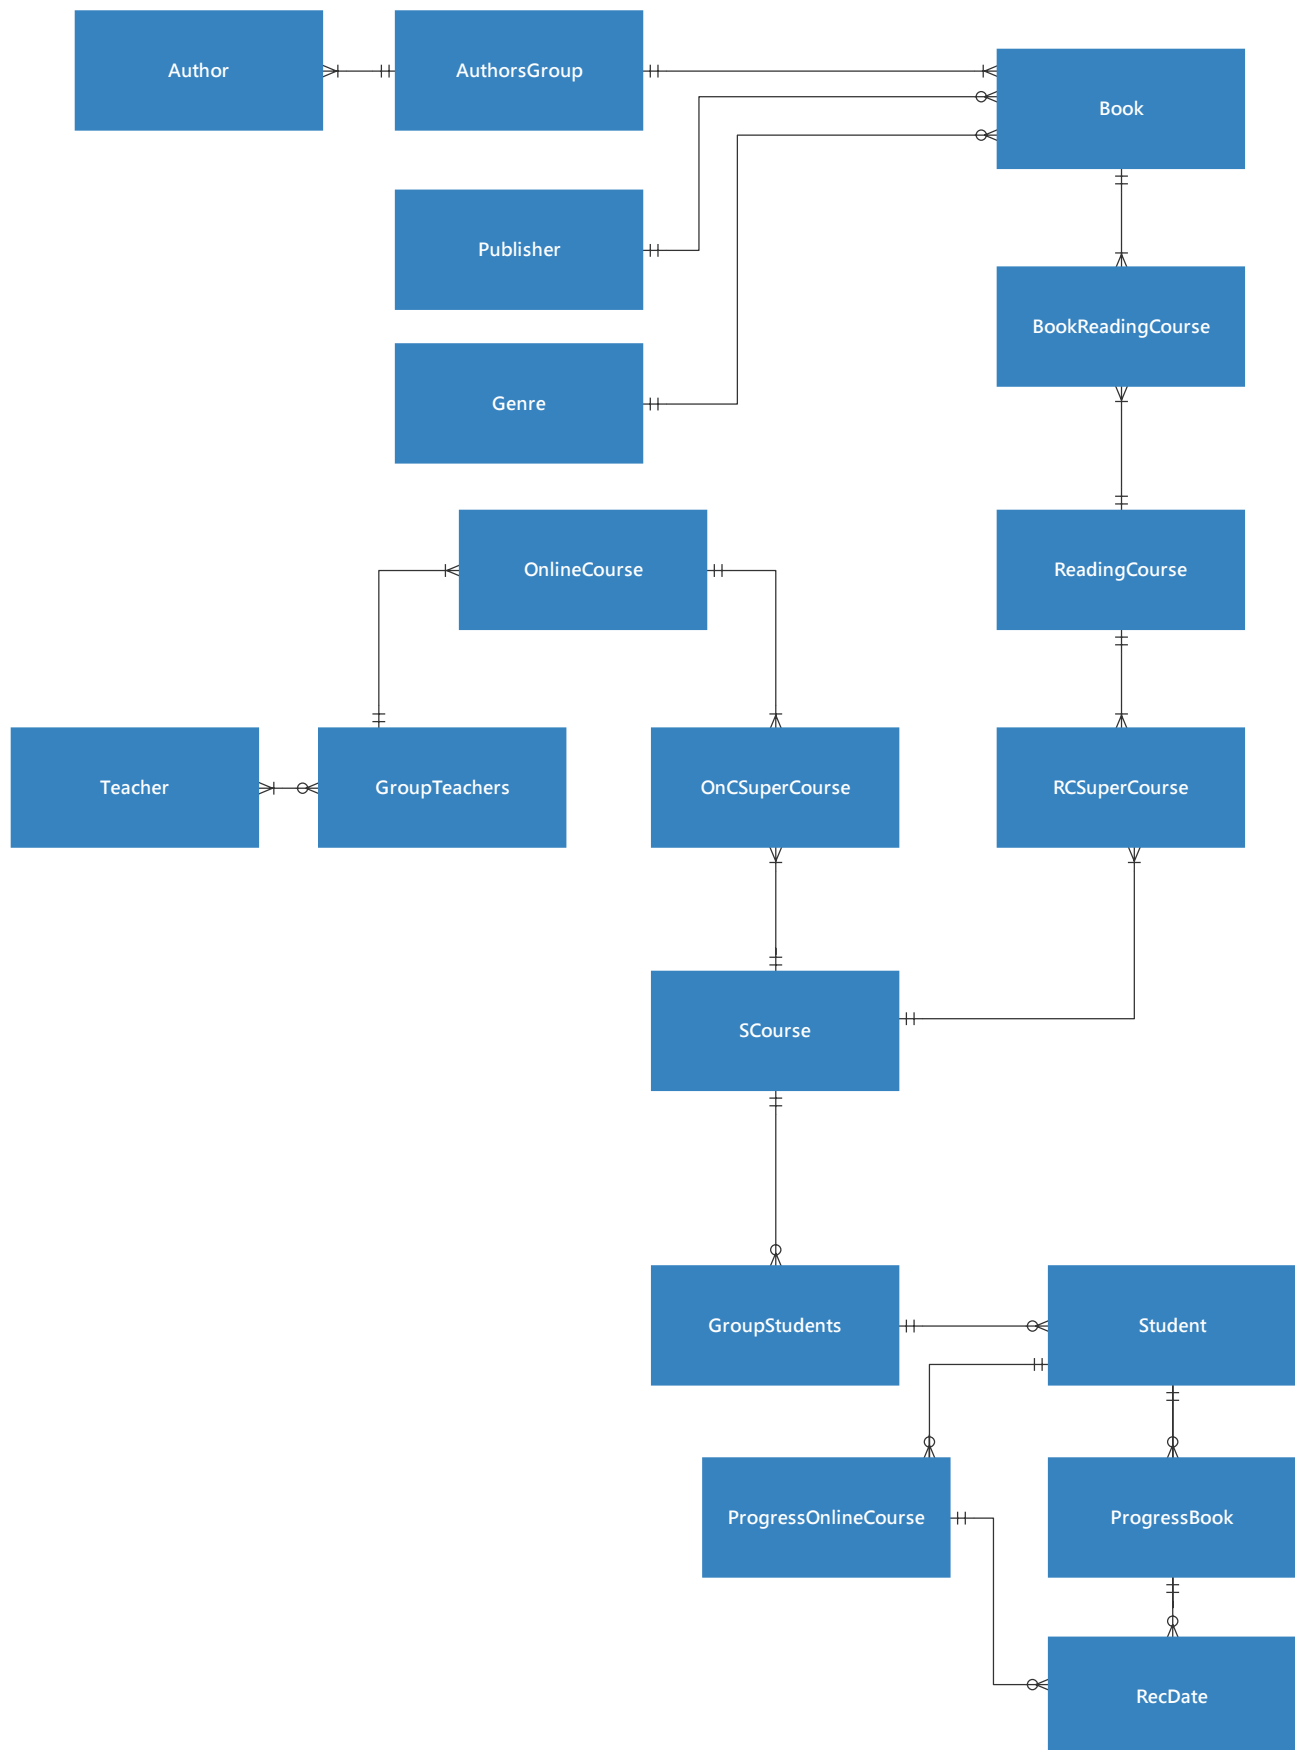 Author
AuthorsGroup
Book
Publisher
BookReadingCourse
Genre
OnlineCourse
ReadingCourse
Teacher
GroupTeachers
OnCSuperCourse
RCSuperCourse
SCourse
GroupStudents
Student
ProgressOnlineCourse
ProgressBook
RecDate